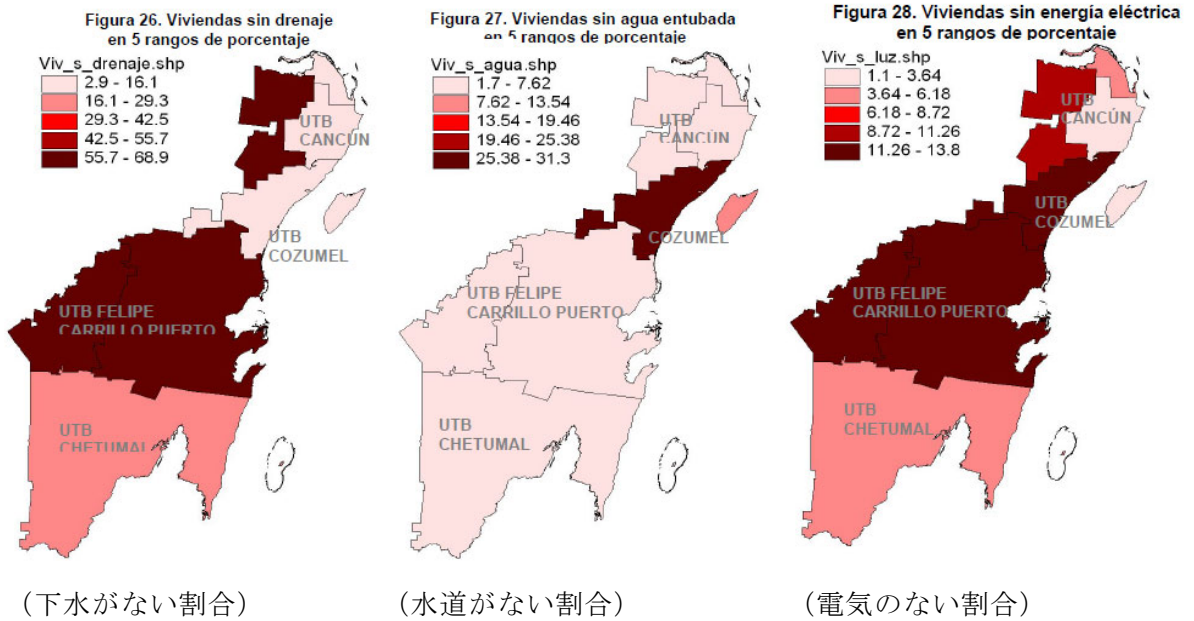 Figura 26. Viviendas sin drenaje
en 5 rangos de porcentaje
Viv_s_drenaje.shp
2.9 - 16.1
16.1 - 29.3
29.3 - 42.5
42.5 - 55.7
55.7 - 68.9
UTB
CANCÚN
UTB
COZUMEL
UTB FELIPE
CARRILLO PUERTO
UTB
CHETUMAL
(下水がない割合)
Figura 27. Viviendas sin agua entubada
en 5 rangos de porcentaje
Viv_s_agua.shp
1.7 - 7.62
7.62 - 13.54
13.54 - 19.46
19.46 - 25.38
25.38 - 31.3
UTB
CANCÚN
COZUMEL
UTB FELIPE
CARRILLO PUERTO
UTB
CHETUMAL
(水道がない割合)
Figura 28. Viviendas sin energía eléctrica
en 5 rangos de porcentaje
Viv_s_luz.shp
1.1 - 3.64
3.64 - 6.18
6.18 - 8.72
8.72 - 11.26
11.26 - 13.8
UTB
CANCÚN
UTB
COZUMEL
UTB FELIPE
CARRILLO PUERTO
UTB
CHETUMAL
(電気のない割合)